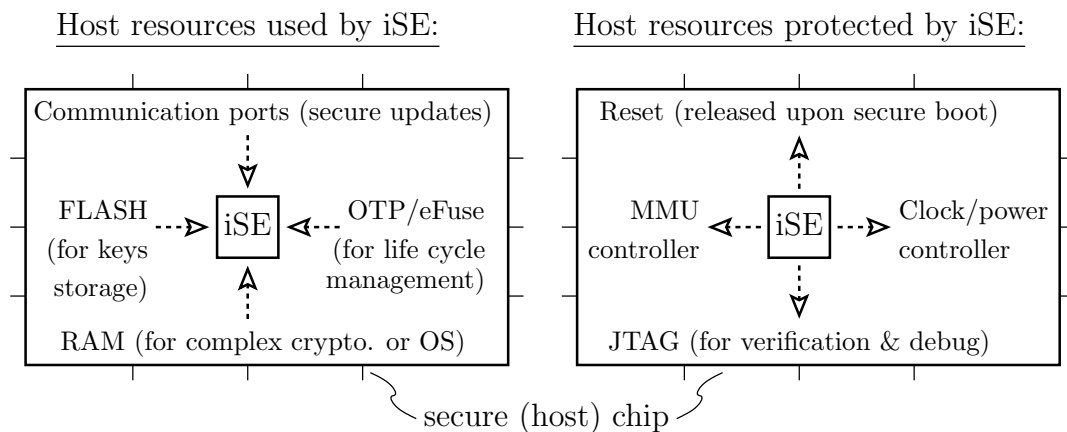 Host resources used by iSE:
Communication ports (secure updates)
FLASH
(for keys
storage)
iSE
OTP/eFuse
(for life cycle
management)
RAM (for complex crypto. or OS)
Host resources protected by iSE:
Reset (released upon secure boot)
MMU
controller
iSE
Clock/power
controller
JTAG (for verification & debug)
secure (host) chip